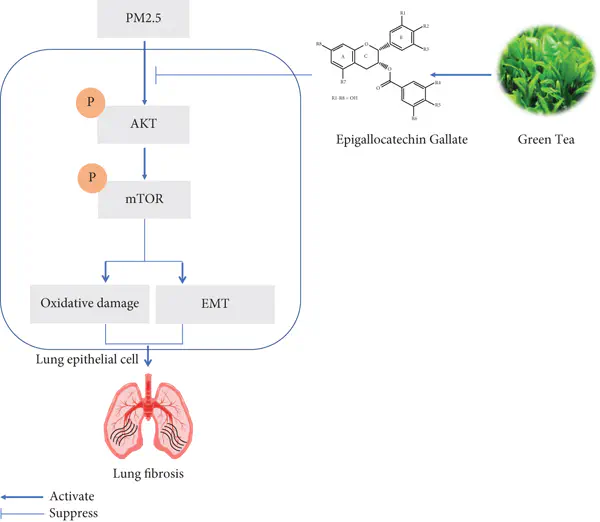 PM2.5
P
AKT
P
mTOR
Oxidative damage
EMT
Lung epithelial cell
Lung fibrosis
Activate
Suppress
R1
R2
B
R3
R8
O
A
C
R7
O
O
R4
R5
R6
R1-R8 = OH
Epigallocatechin Gallate
Green Tea